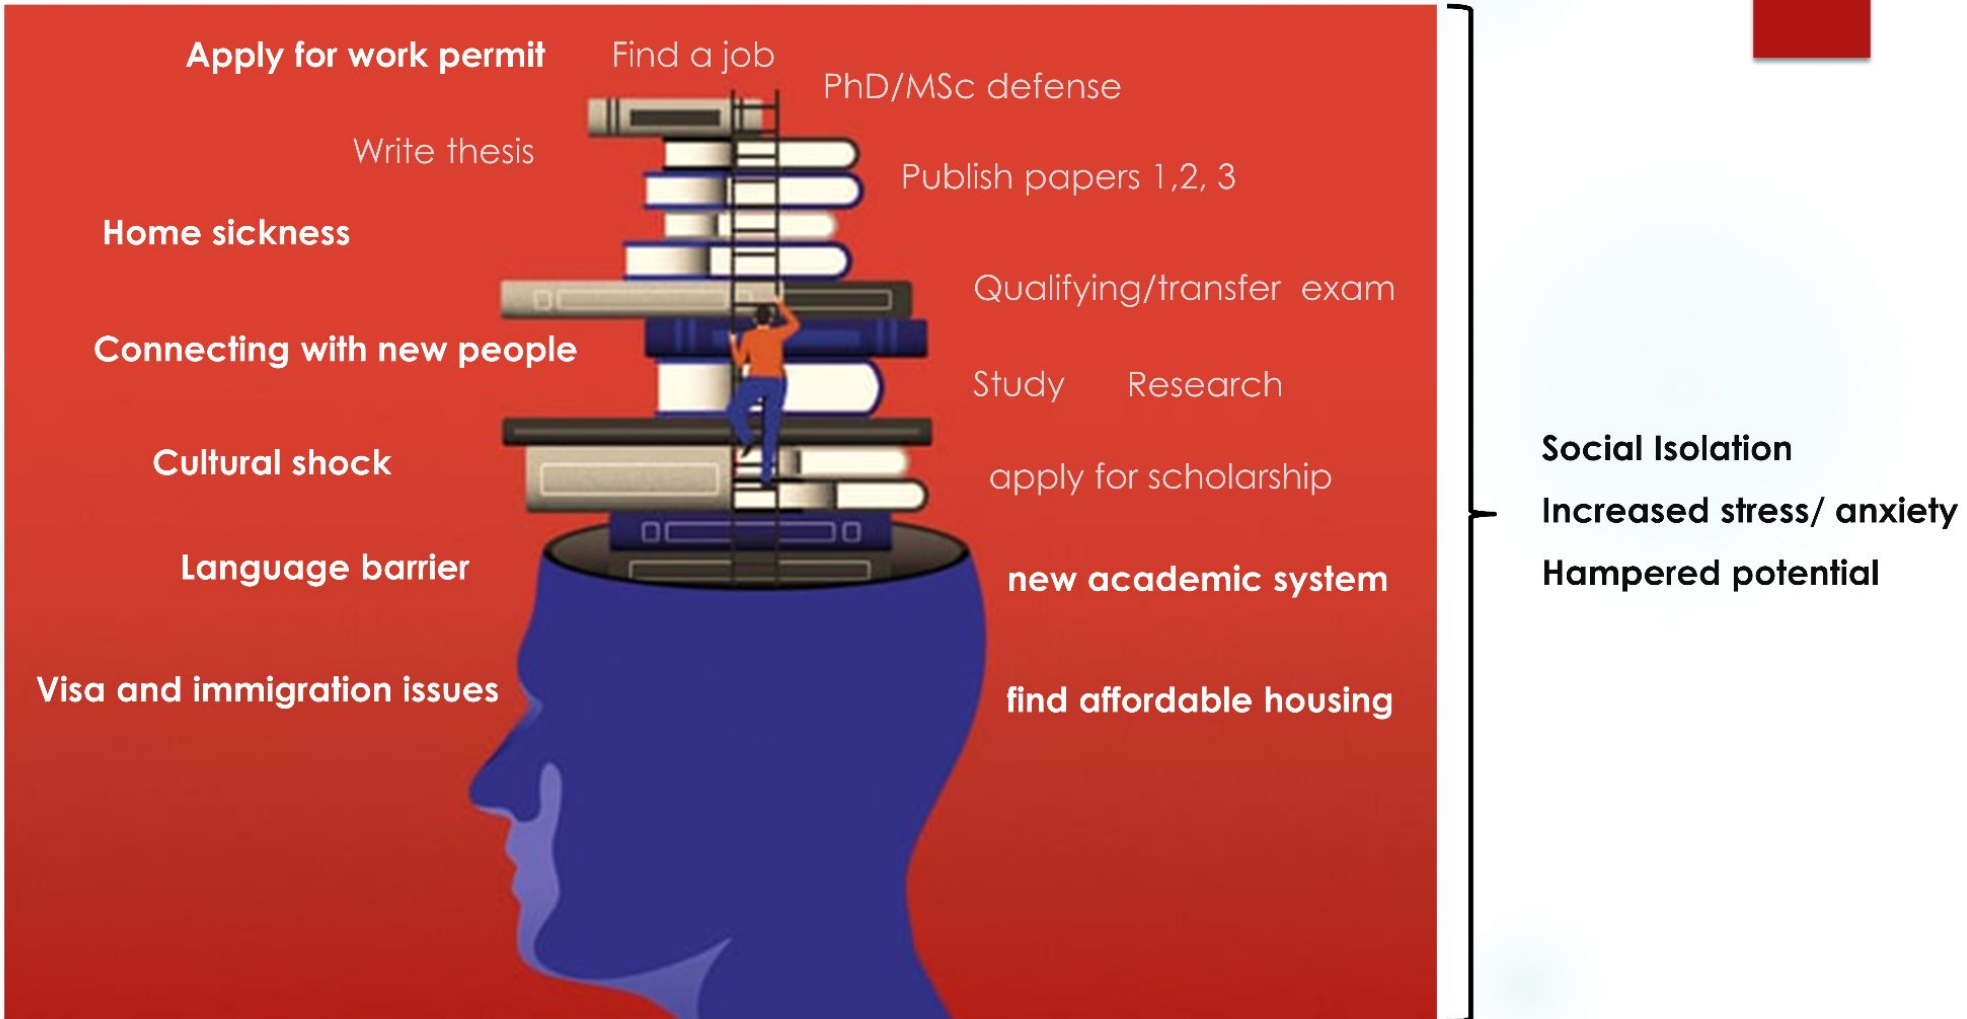 Apply for work permit
Find a job
PhD/MSc defense
Write thesis
Publish papers 1,2, 3
Home sickness
Qualifying/transfer exam
Connecting with new people
Study Research
Cultural shock
apply for scholarship
Language barrier
new academic system
Visa and immigration issues
find affordable housing
Social Isolation
Increased stress/ anxiety
Hampered potential